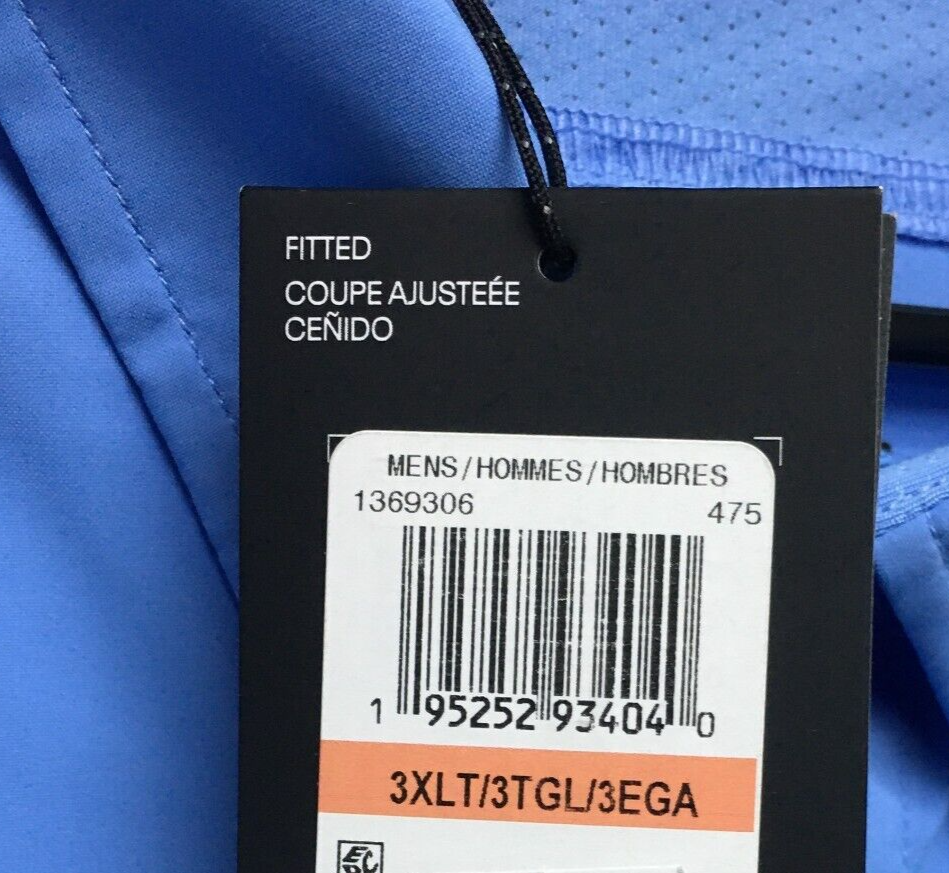 FITTED
COUPE AJUSTEÉE
CEÑIDO
MENS/HOMMES/HOMBRES
1369306 475
1 95252 93404 0
3XLT/3TGL/3EGA